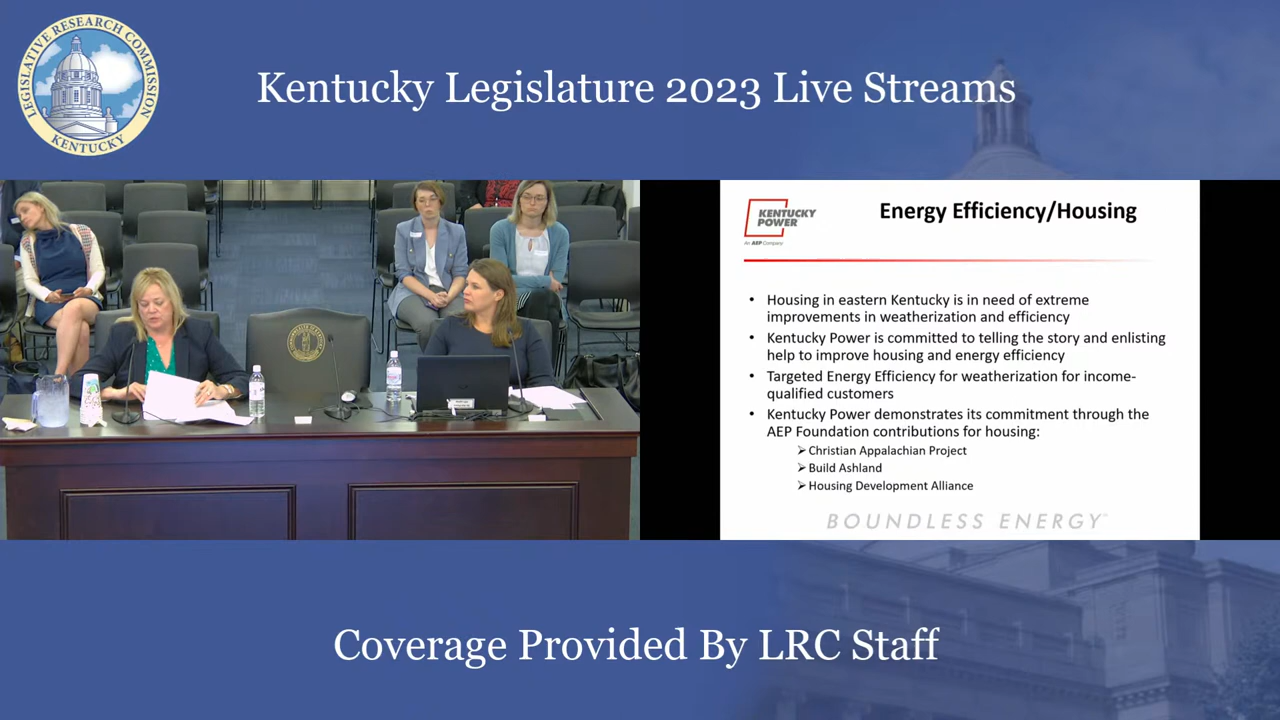 LEGISLATIVE RESEARCH COMMISSION
KENTUCKY
Kentucky Legislature 2023 Live Streams
KENTUCKY
POWER
An AEP Company
Energy Efficiency/Housing
• Housing in eastern Kentucky is in need of extreme
improvements in weatherization and efficiency
• Kentucky Power is committed to telling the story and enlisting
help to improve housing and energy efficiency
• Targeted Energy Efficiency for weatherization for income-
qualified customers
• Kentucky Power demonstrates its commitment through the
AEP Foundation contributions for housing:
➢ Christian Appalachian Project
➢ Build Ashland
➢ Housing Development Alliance
BOUNDLESS ENERGY™
Coverage Provided By LRC Staff